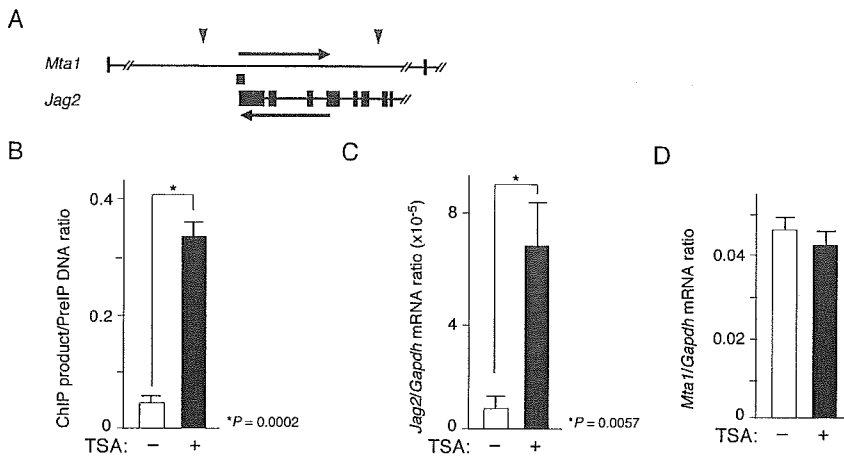 A
Mta1
Jag2
B
ChIP product/PreIP DNA ratio
0.4
0.2
0
*
TSA: − +
*P = 0.0002
C
Jag2/Gapdh mRNA ratio (x10-5)
8
4
0
*
TSA: − +
*P = 0.0057
D
Mta1/Gapdh mRNA ratio
0.04
0.02
0
TSA: − +